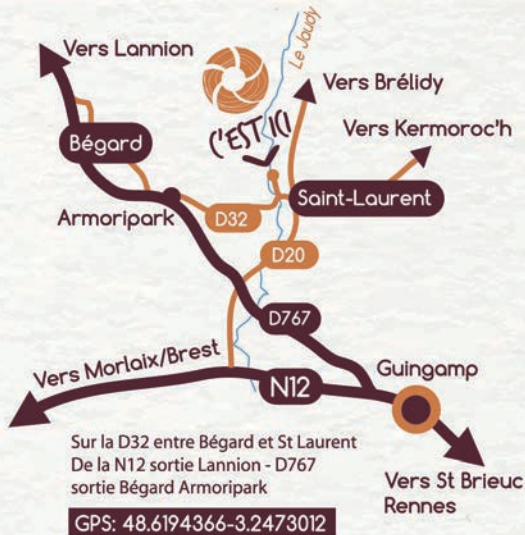 Vers Lannion
Le Jaudy
Vers Brélidy
C'EST ICI
Vers Kermoroc'h
Bégard
Saint-Laurent
Armoripark
D32
D20
D767
Vers Morlaix/Brest
Guingamp
N12
Sur la D32 entre Bégard et St Laurent
De la N12 sortie Lannion - D767
sortie Bégard Armoripark
Vers St Brieuc
Rennes
GPS: 48.6194366-3.2473012